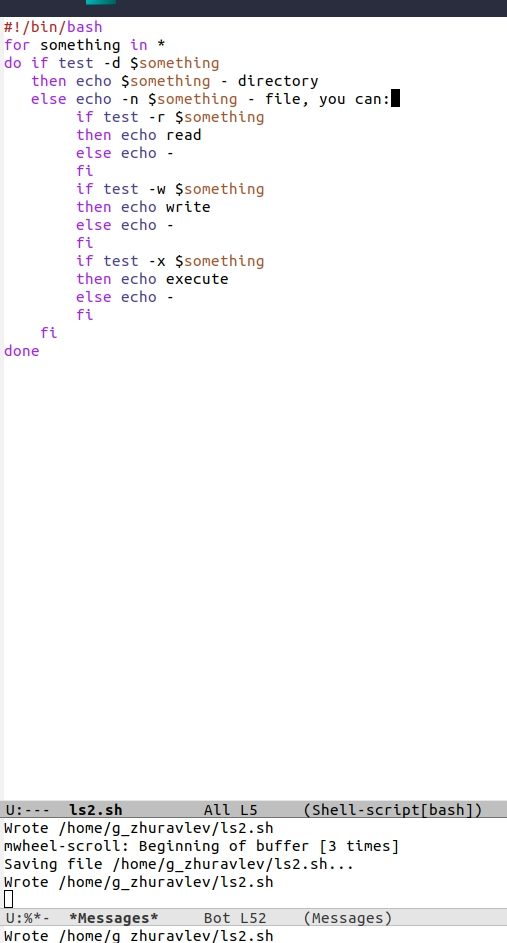 #!/bin/bash
for something in *
do if test -d $something
   then echo $something - directory
   else echo -n $something - file, you can:
        if test -r $something
        then echo read
        else echo -
        fi
        if test -w $something
        then echo write
        else echo -
        fi
        if test -x $something
        then echo execute
        else echo -
        fi
    fi
done
U:---  ls2.sh         All L5     (Shell-script[bash])
Wrote /home/g_zhuravlev/ls2.sh
mwheel-scroll: Beginning of buffer [3 times]
Saving file /home/g_zhuravlev/ls2.sh...
Wrote /home/g_zhuravlev/ls2.sh
U:%*-  *Messages*     Bot L52    (Messages)
Wrote /home/g_zhuravlev/ls2.sh